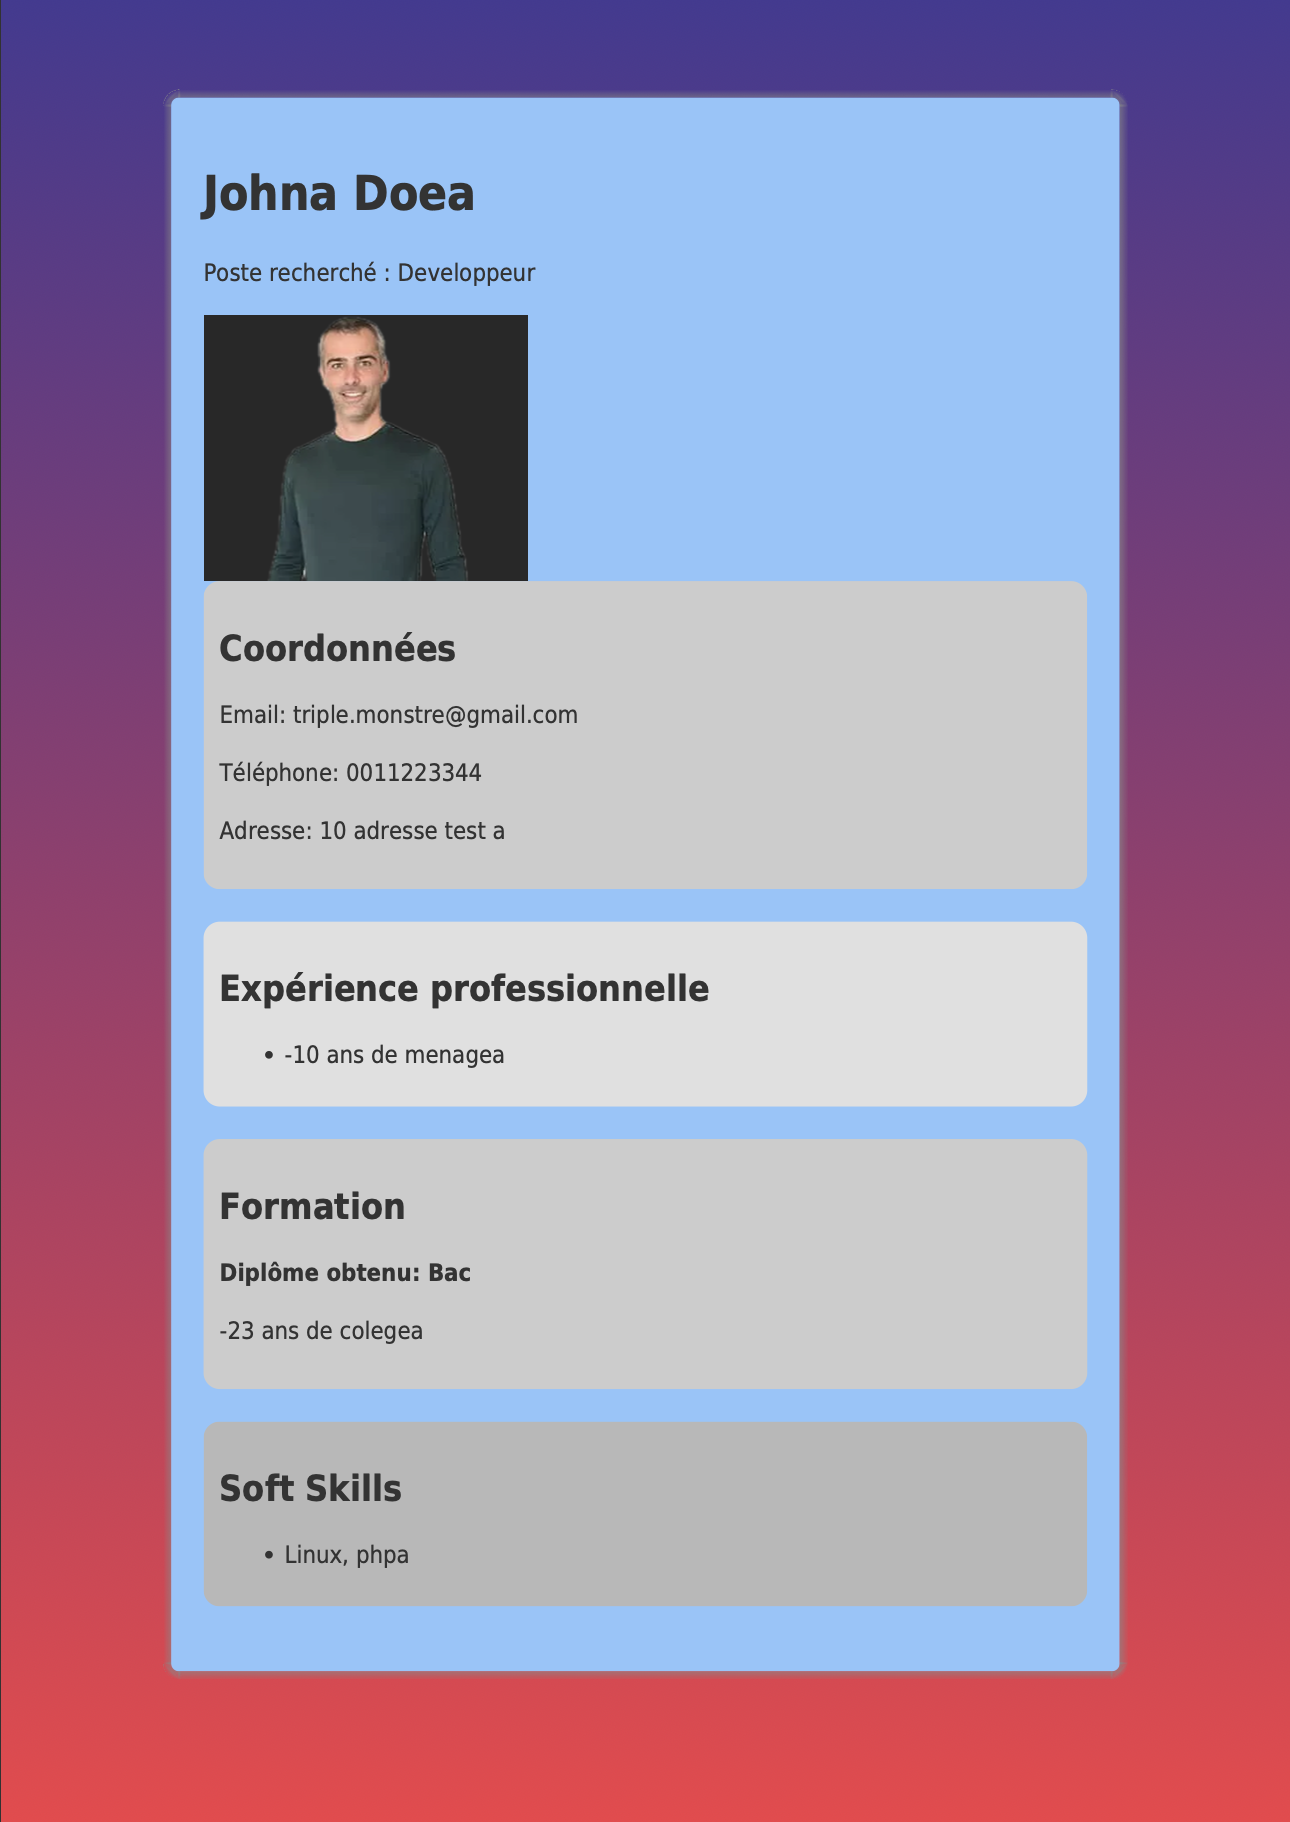 Johna Doea
Poste recherché : Developpeur
Coordonnées
Email: triple.monstre@gmail.com
Téléphone: 0011223344
Adresse: 10 adresse test a
Expérience professionnelle
• -10 ans de menagea
Formation
Diplôme obtenu: Bac
-23 ans de colegea
Soft Skills
• Linux, phpa